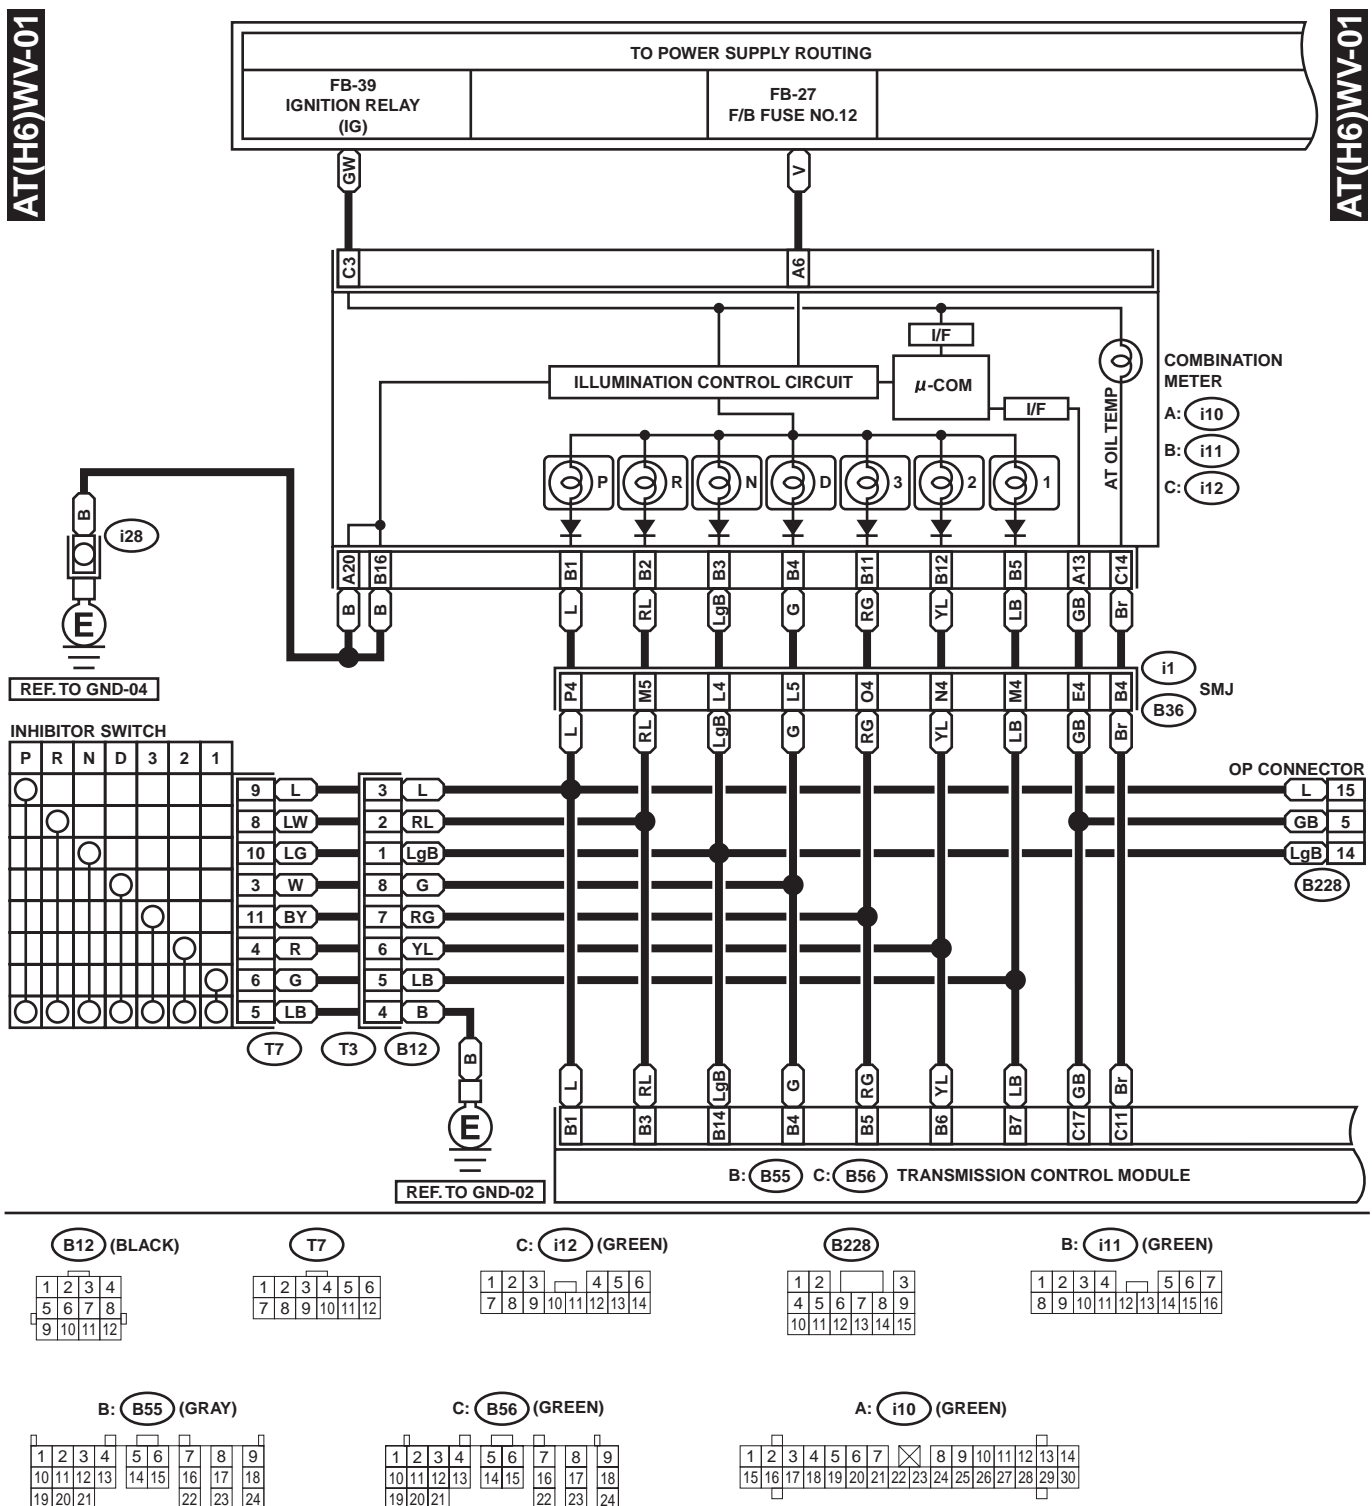 AT(H6)WV-01
AT(H6)WV-01
TO POWER SUPPLY ROUTING
FB-39
IGNITION RELAY
(IG)
FB-27
F/B FUSE NO.12
GW
V
C3
A6
I/F
ILLUMINATION CONTROL CIRCUIT
μ-COM
I/F
AT OIL TEMP
COMBINATION
METER
A: i10
B: i11
C: i12
P R N D 3 2 1
B
i28
E
REF. TO GND-04
A20 B16 B1 B2 B3 B4 B11 B12 B5 A13 C14
B B L RL LgB G RG YL LB GB Br
P4 M5 L4 L5 O4 N4 M4 E4 B4
i1
B36
SMJ
L RL LgB G RG YL LB GB Br
INHIBITOR SWITCH
P R N D 3 2 1
OP CONNECTOR
9 L 3 L L 15
8 LW 2 RL GB 5
10 LG 1 LgB LgB 14
3 W 8 G
B228
11 BY 7 RG
4 R 6 YL
6 G 5 LB
5 LB 4 B
T7 T3 B12
B
E
REF. TO GND-02
L RL LgB G RG YL LB GB Br
B1 B3 B14 B4 B5 B6 B7 C17 C11
B: B55 C: B56 TRANSMISSION CONTROL MODULE
B12 (BLACK)
1 2 3 4
5 6 7 8
9 10 11 12
T7
1 2 3 4 5 6
7 8 9 10 11 12
C: i12 (GREEN)
1 2 3 4 5 6
7 8 9 10 11 12 13 14
B228
1 2 3
4 5 6 7 8 9
10 11 12 13 14 15
B: i11 (GREEN)
1 2 3 4 5 6 7
8 9 10 11 12 13 14 15 16
B: B55 (GRAY)
1 2 3 4 5 6 7 8 9
10 11 12 13 14 15 16 17 18
19 20 21 22 23 24
C: B56 (GREEN)
1 2 3 4 5 6 7 8 9
10 11 12 13 14 15 16 17 18
19 20 21 22 23 24
A: i10 (GREEN)
1 2 3 4 5 6 7 8 9 10 11 12 13 14
15 16 17 18 19 20 21 22 23 24 25 26 27 28 29 30